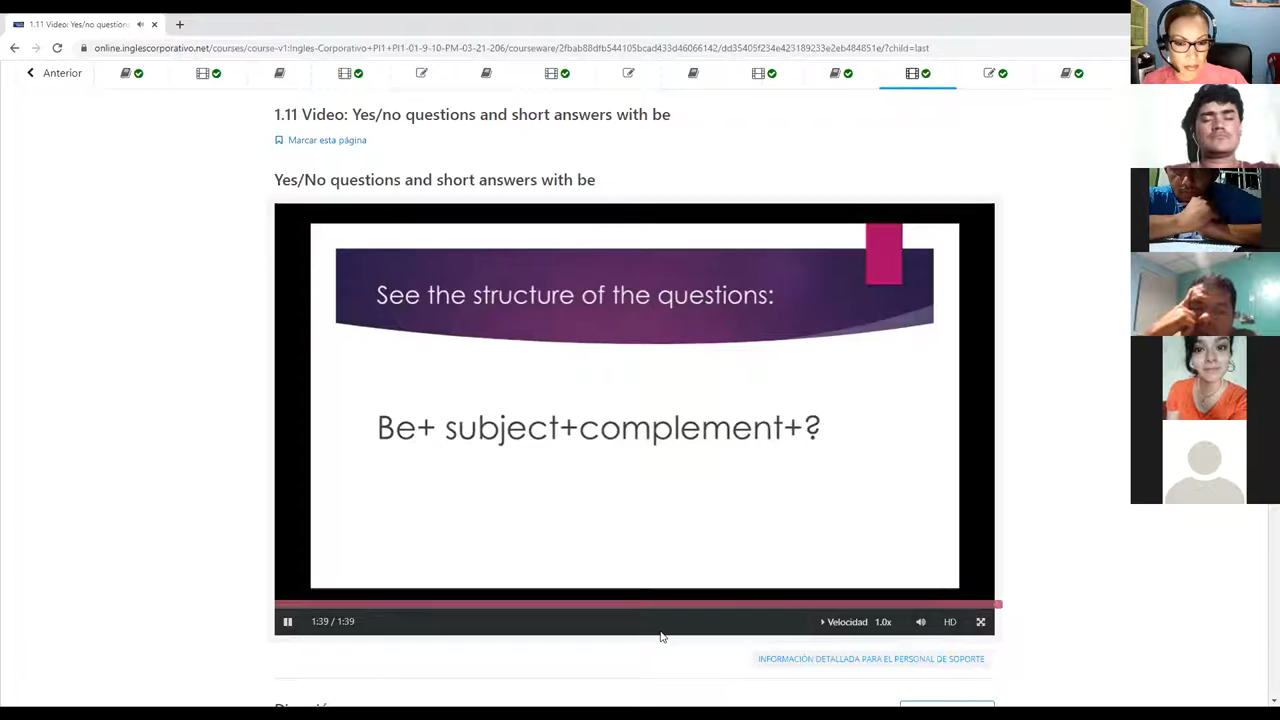 1.11 Video: Yes/no questions
online.inglescorporativo.net/courses/course-v1:Ingles-Corporativo+PI1+PI1-01-9-10-PM-03-21-206/courseware/2fbab88dfb544105bcad433d46066142/dd35405f234e423189233e2eb484851e/?child=last
Anterior
1.11 Video: Yes/no questions and short answers with be
Marcar esta página
Yes/No questions and short answers with be
See the structure of the questions:
Be+ subject+complement+?
1:39 / 1:39
Velocidad 1.0x
HD
INFORMACIÓN DETALLADA PARA EL PERSONAL DE SOPORTE